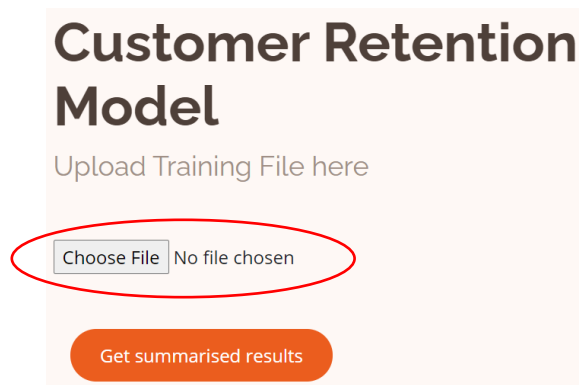 Customer Retention
Model
Upload Training File here
Choose File No file chosen
Get summarised results